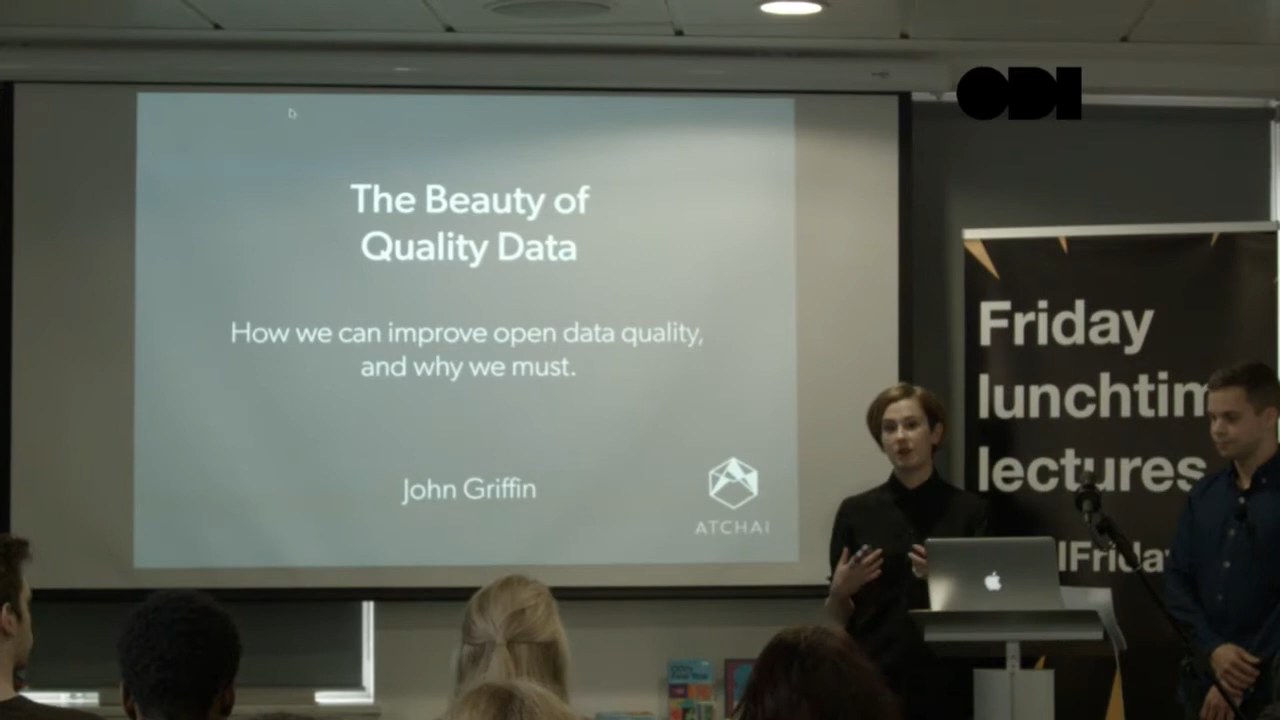 ODI
The Beauty of
Quality Data
How we can improve open data quality,
and why we must.
John Griffin
ATCHAI
Friday
lunchtim
lectures
IFrida